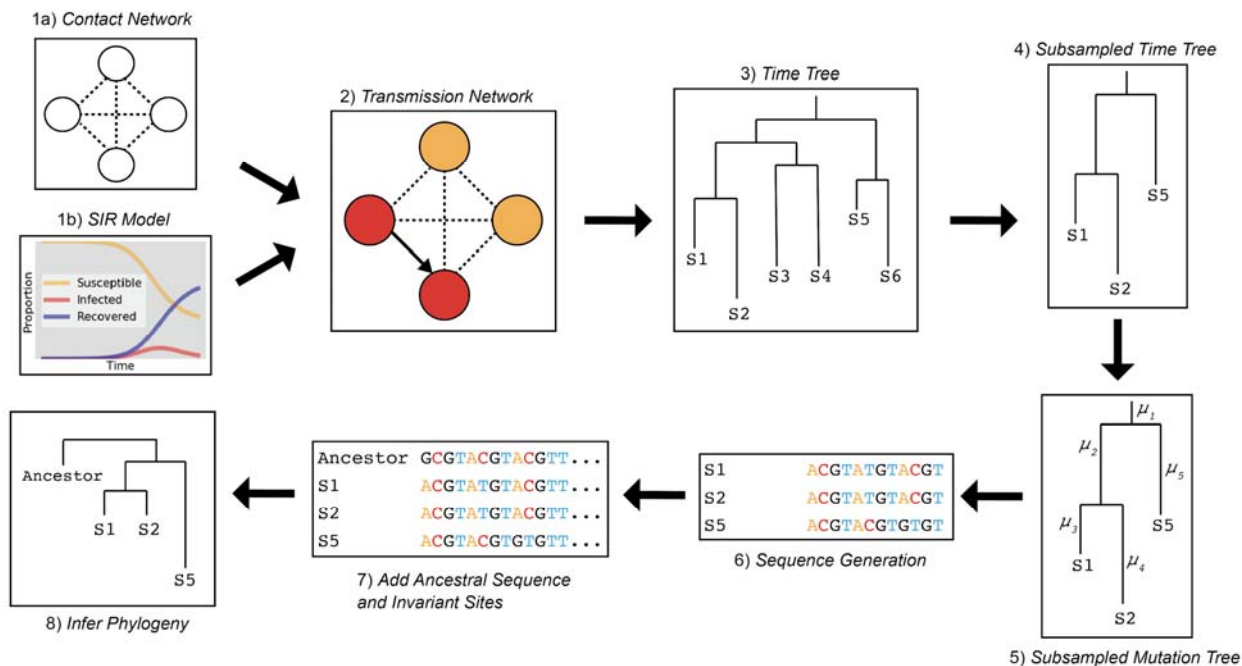 1a) Contact Network
1b) SIR Model
Proportion
Susceptible
Infected
Recovered
Time
2) Transmission Network
3) Time Tree
S1
S2
S3
S4
S5
S6
4) Subsampled Time Tree
S1
S2
S5
μ1
μ2
μ3
μ4
μ5
S1
S2
S5
5) Subsampled Mutation Tree
S1 ACGTATGTACGT
S2 ACGTATGTACGT
S5 ACGTACGTGTGT
6) Sequence Generation
Ancestor GCGTACGTACGTT...
S1 ACGTATGTACGTT...
S2 ACGTATGTACGTT...
S5 ACGTACGTGTGTT...
7) Add Ancestral Sequence
and Invariant Sites
Ancestor
S1
S2
S5
8) Infer Phylogeny